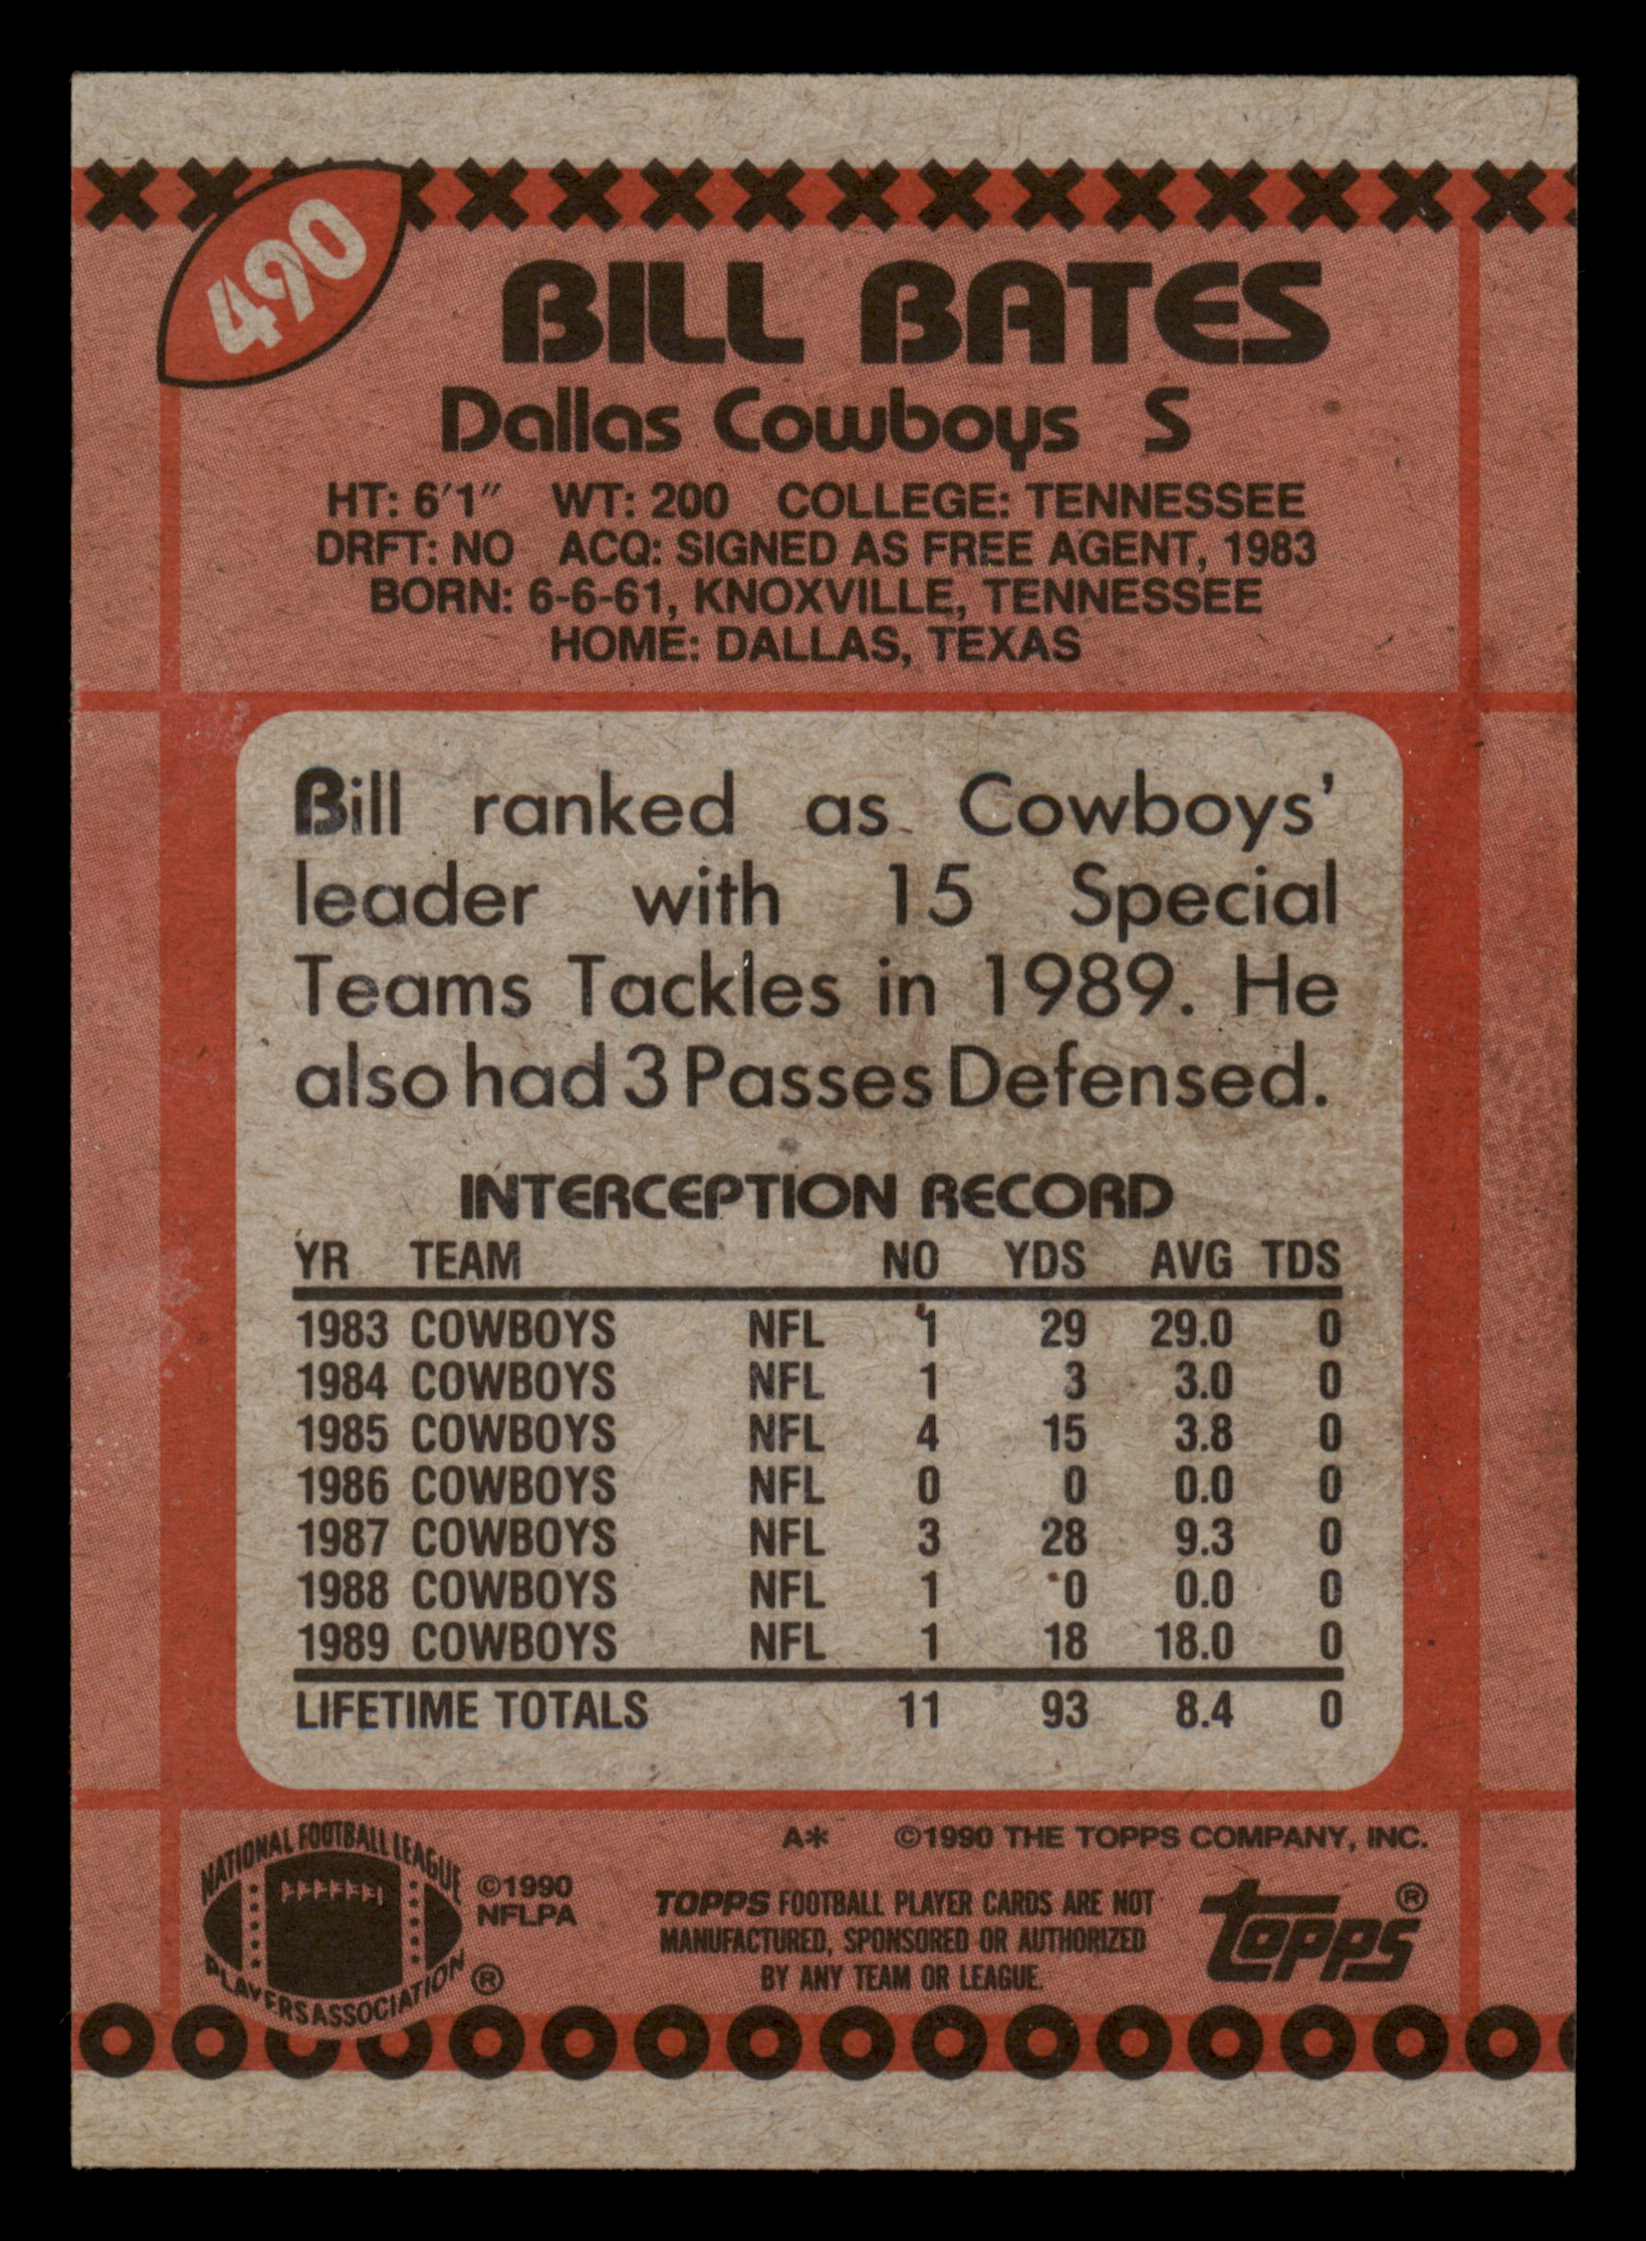 490
BILL BATES
Dallas Cowboys S
HT: 6'1" WT: 200 COLLEGE: TENNESSEE
DRFT: NO ACQ: SIGNED AS FREE AGENT, 1983
BORN: 6-6-61, KNOXVILLE, TENNESSEE
HOME: DALLAS, TEXAS
Bill ranked as Cowboys'
leader with 15 Special
Teams Tackles in 1989. He
also had 3 Passes Defensed.
INTERCEPTION RECORD
YR TEAM NO YDS AVG TDS
1983 COWBOYS NFL 1 29 29.0 0
1984 COWBOYS NFL 1 3 3.0 0
1985 COWBOYS NFL 4 15 3.8 0
1986 COWBOYS NFL 0 0 0.0 0
1987 COWBOYS NFL 3 28 9.3 0
1988 COWBOYS NFL 1 0 0.0 0
1989 COWBOYS NFL 1 18 18.0 0
LIFETIME TOTALS 11 93 8.4 0
A* ©1990 THE TOPPS COMPANY, INC.
NATIONAL FOOTBALL LEAGUE
PLAYERS ASSOCIATION ®
©1990
NFLPA
TOPPS FOOTBALL PLAYER CARDS ARE NOT
MANUFACTURED, SPONSORED OR AUTHORIZED
BY ANY TEAM OR LEAGUE.
topps ®